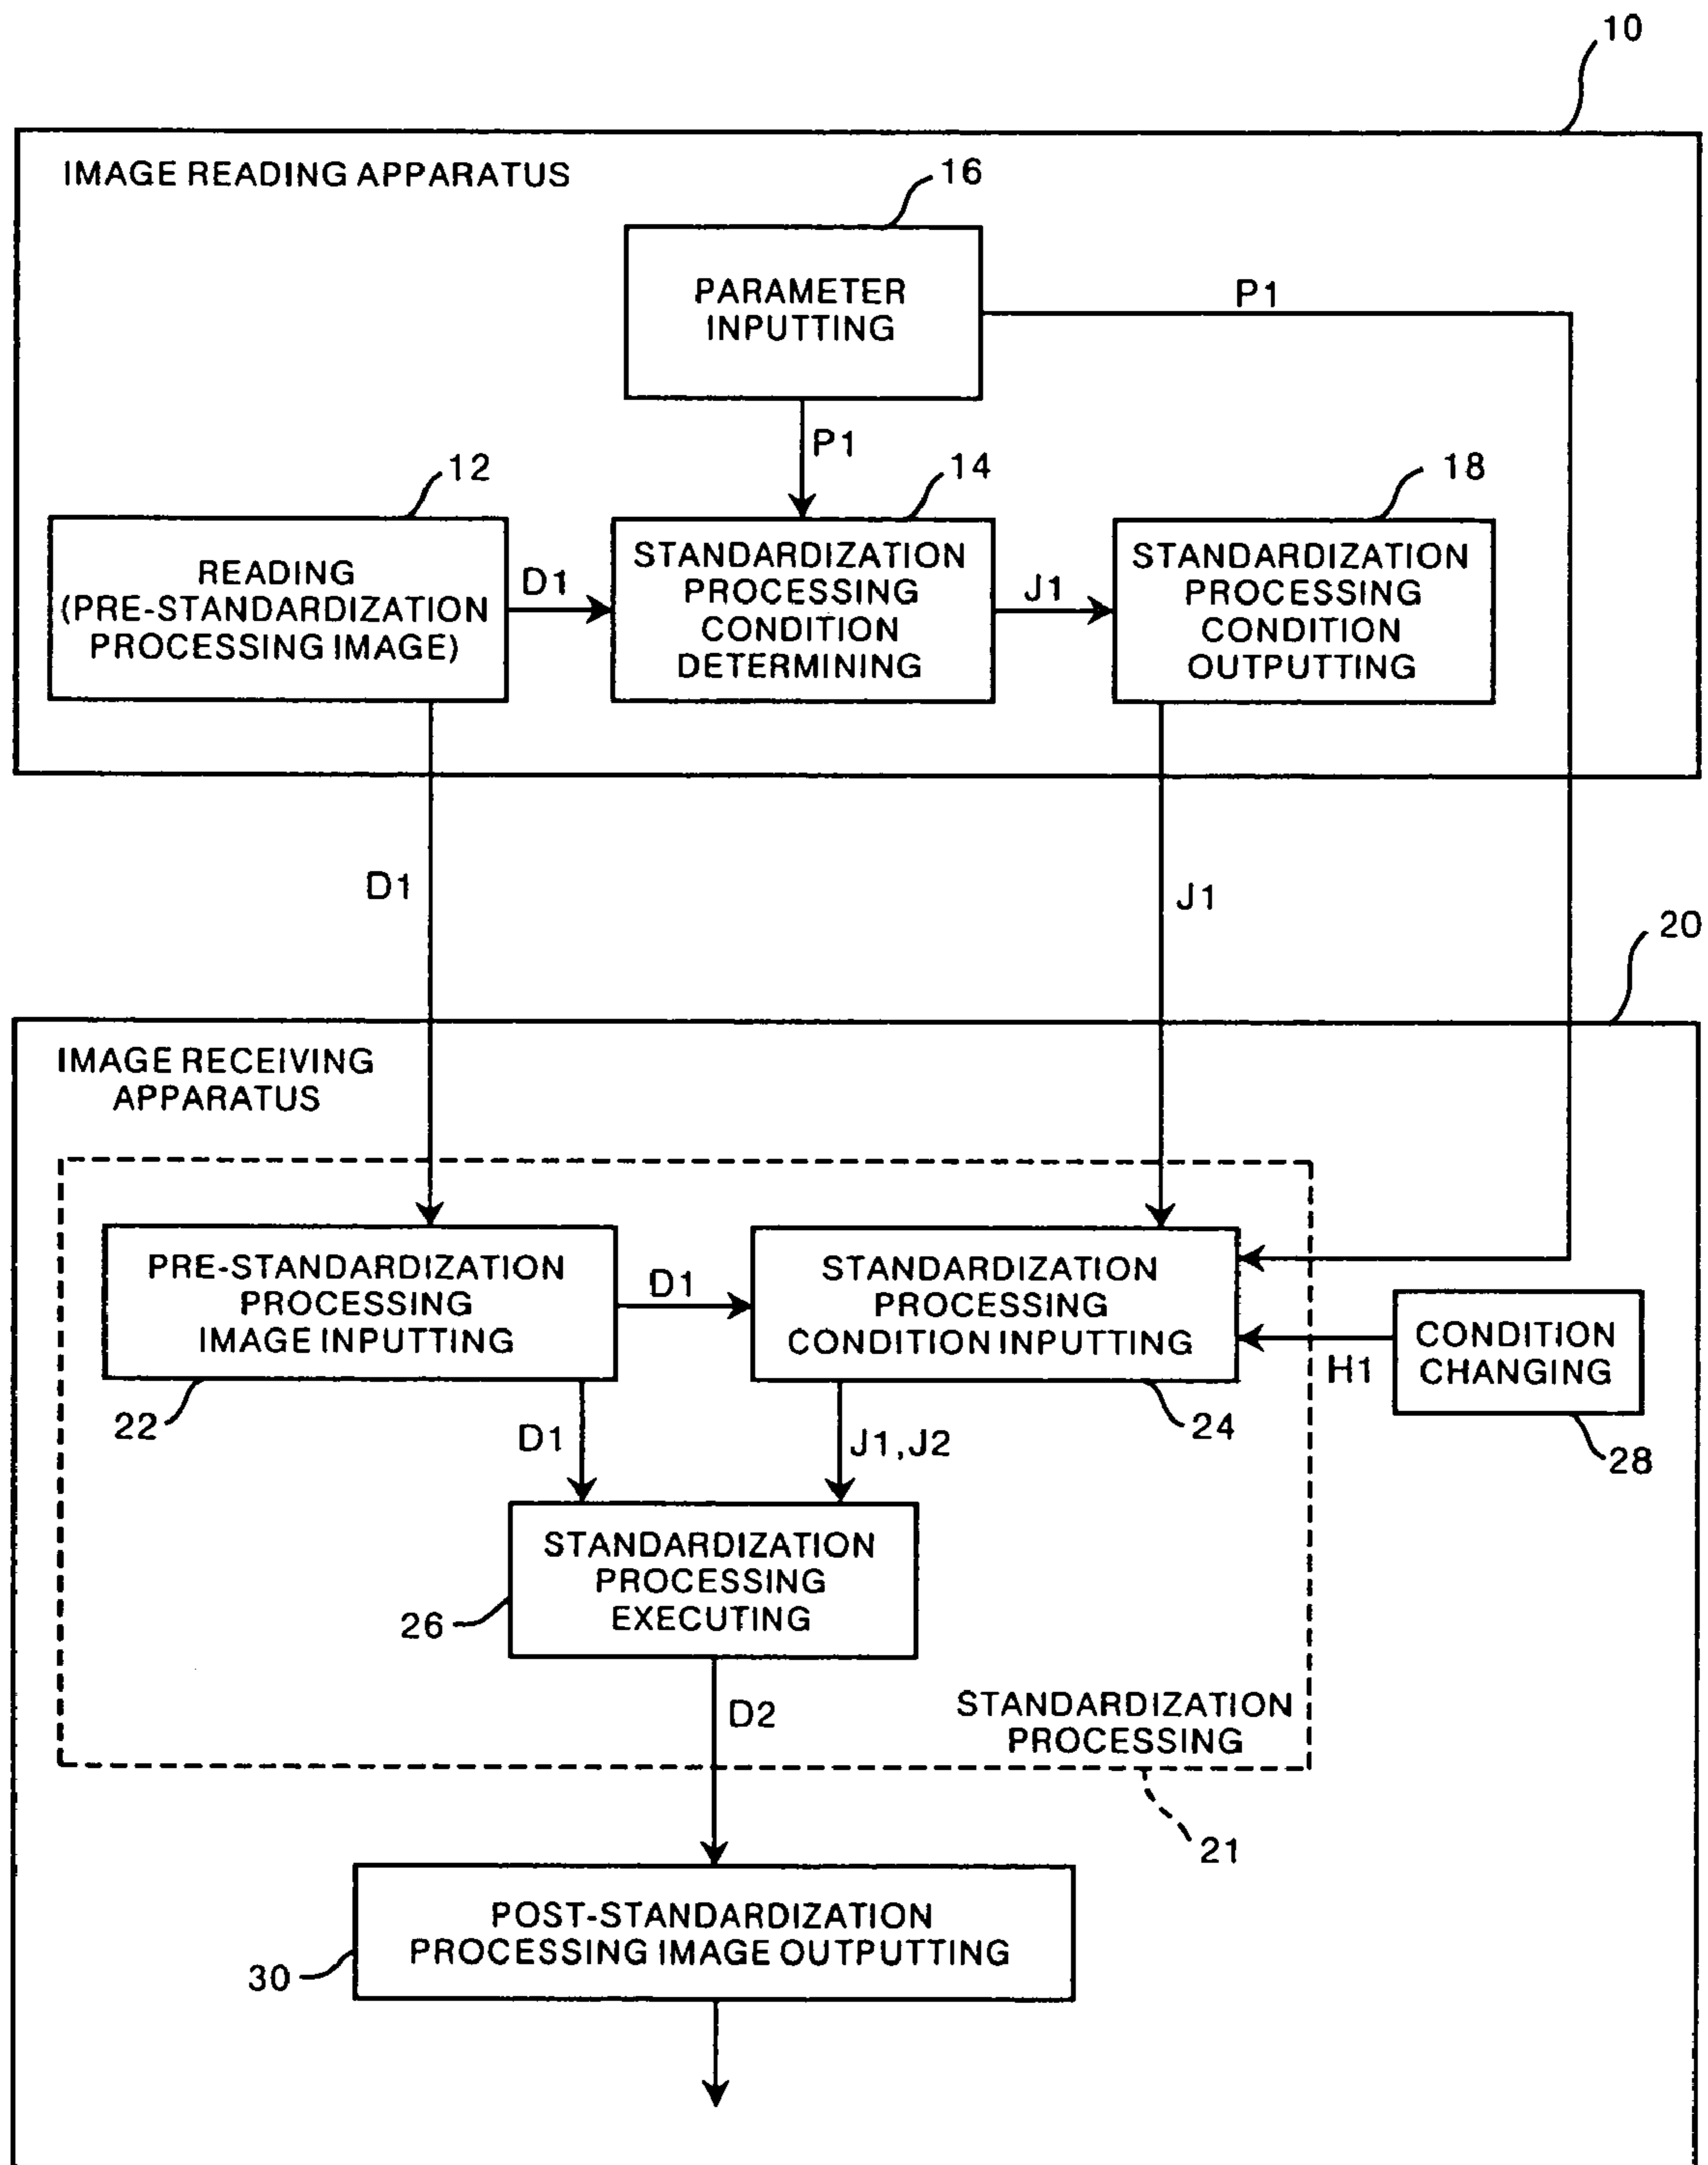 10
IMAGE READING APPARATUS
16
PARAMETER
INPUTTING
P1
P1
12
14
18
READING
(PRE-STANDARDIZATION
PROCESSING IMAGE)
D1
STANDARDIZATION
PROCESSING
CONDITION
DETERMINING
J1
STANDARDIZATION
PROCESSING
CONDITION
OUTPUTTING
D1
J1
20
IMAGE RECEIVING
APPARATUS
PRE-STANDARDIZATION
PROCESSING
IMAGE INPUTTING
D1
STANDARDIZATION
PROCESSING
CONDITION INPUTTING
H1
CONDITION
CHANGING
22
D1
J1,J2
24
28
STANDARDIZATION
PROCESSING
EXECUTING
26
D2
STANDARDIZATION
PROCESSING
21
POST-STANDARDIZATION
PROCESSING IMAGE OUTPUTTING
30